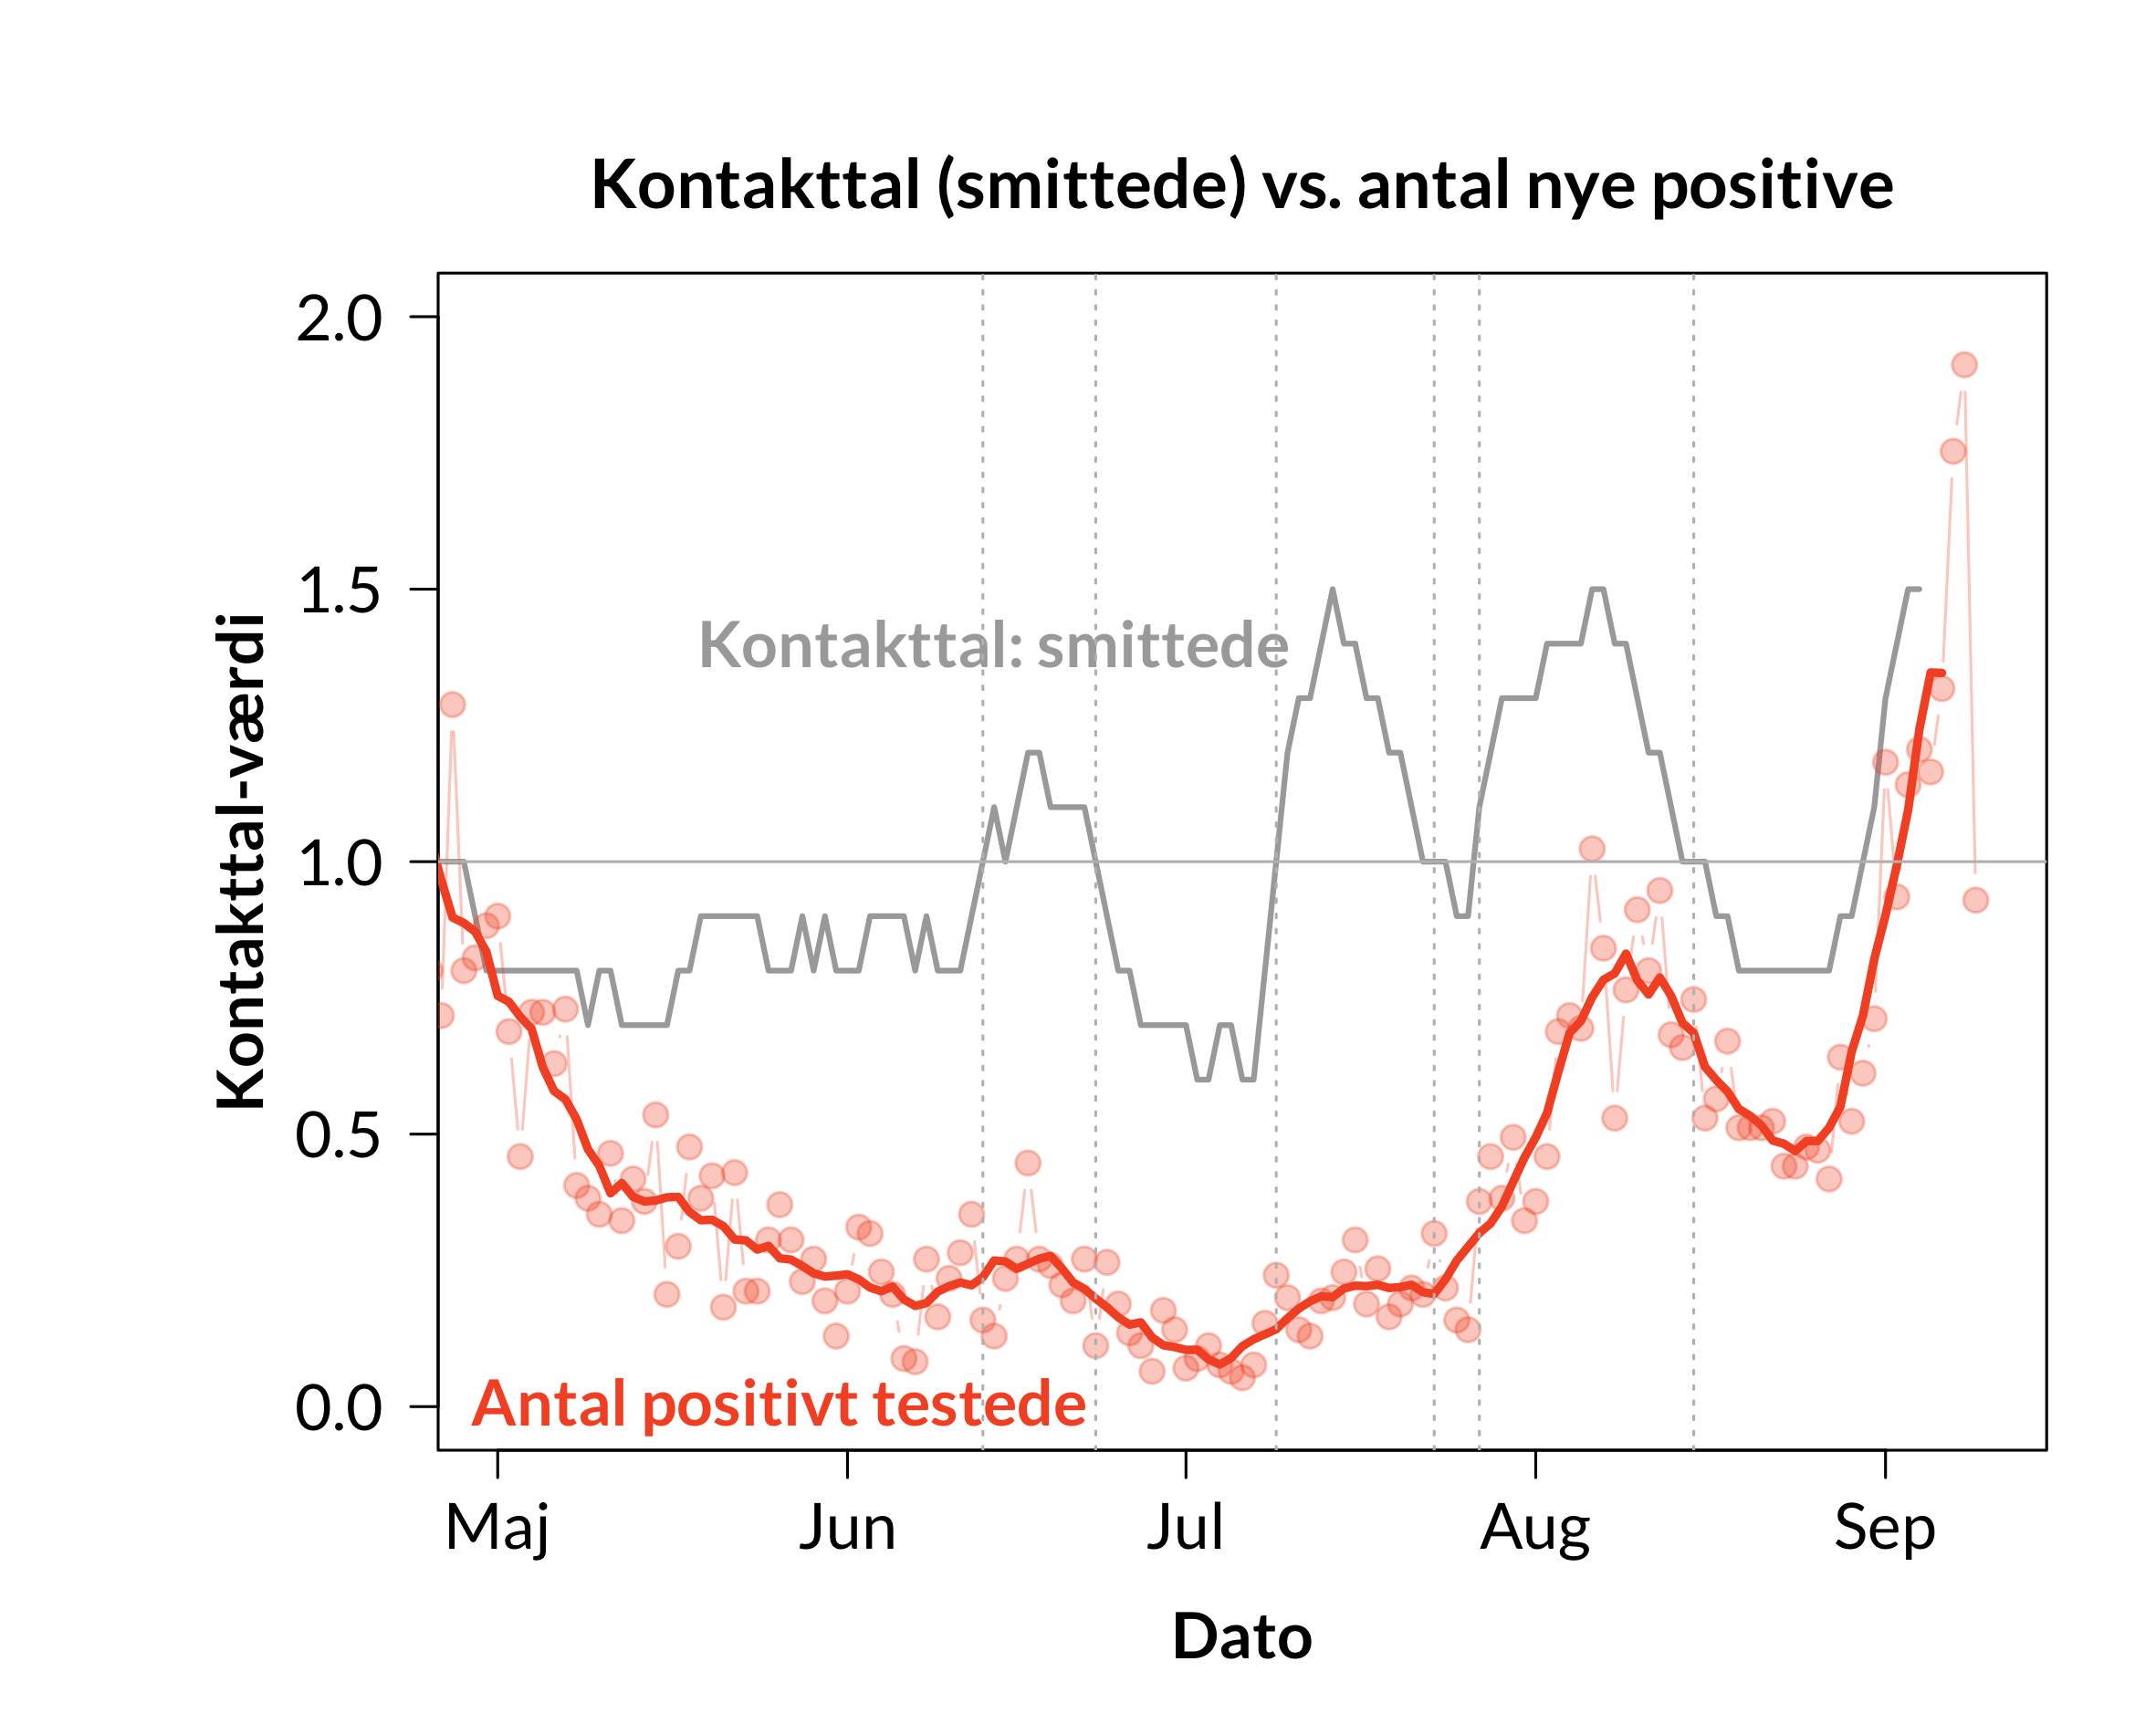 Kontakttal (smittede) vs. antal nye positive
2.0
1.5
1.0
0.5
0.0
Kontakttal-værdi
Kontakttal: smittede
Antal positivt testede
Maj Jun Jul Aug Sep
Dato